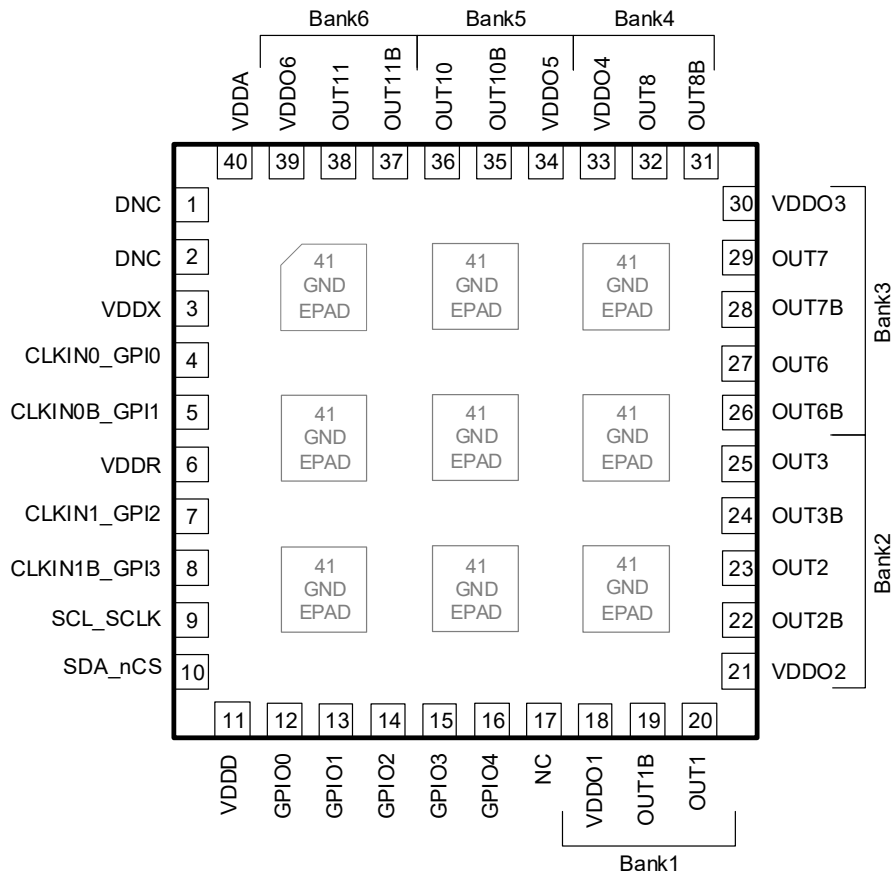 Bank6 Bank5 Bank4
VDDA VDDO6 OUT11 OUT11B OUT10 OUT10B VDDO5 VDDO4 OUT8 OUT8B
40 39 38 37 36 35 34 33 32 31
DNC 1
DNC 2
VDDX 3
CLKIN0_GPI0 4
CLKIN0B_GPI1 5
VDDR 6
CLKIN1_GPI2 7
CLKIN1B_GPI3 8
SCL_SCLK 9
SDA_nCS 10
41 41 41
GND GND GND
EPAD EPAD EPAD
41 41 41
GND GND GND
EPAD EPAD EPAD
41 41 41
GND GND GND
EPAD EPAD EPAD
30 VDDO3
29 OUT7
28 OUT7B
27 OUT6
26 OUT6B
25 OUT3
24 OUT3B
23 OUT2
22 OUT2B
21 VDDO2
Bank3
Bank2
11 12 13 14 15 16 17 18 19 20
VDDD GPIO0 GPIO1 GPIO2 GPIO3 GPIO4 NC VDDO1 OUT1B OUT1
Bank1